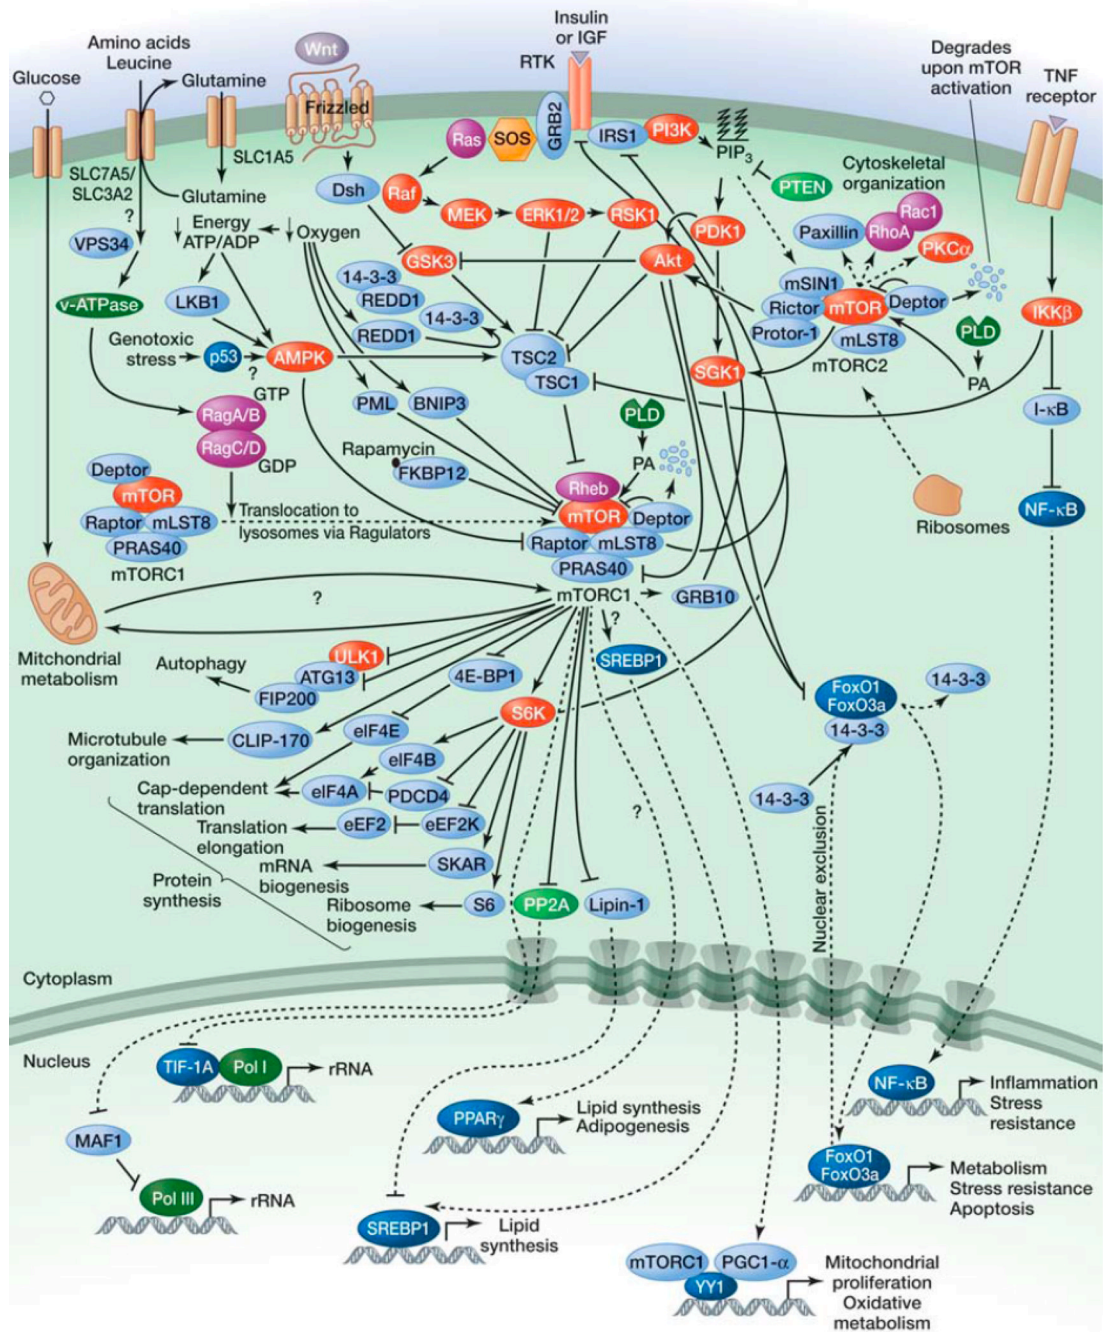 Insulin
or IGF
RTK
Wnt
Amino acids
Leucine
Glucose
Glutamine
Frizzled
GRB2
SOS
Ras
IRS1
PI3K
PIP3
Degrades
upon mTOR
activation
TNF
receptor
SLC1A5
SLC7A5/
SLC3A2
Glutamine
Dsh
Raf
MEK
ERK1/2
RSK1
PDK1
PTEN
Cytoskeletal
organization
Rac1
RhoA
Paxillin
PKCα
?
VPS34
Energy
ATP/ADP
Oxygen
GSK3
Akt
14-3-3
REDD1
14-3-3
REDD1
mSIN1
Rictor
mTOR
Deptor
Protor-1
mLST8
mTORC2
PLD
PA
IKKβ
v-ATPase
LKB1
Genotoxic
stress
p53
?
AMPK
TSC2
TSC1
SGK1
I-κB
GTP
RagA/B
RagC/D
GDP
PML
BNIP3
PLD
PA
Rapamycin
FKBP12
Rheb
mTOR
Deptor
Raptor
mLST8
PRAS40
mTORC1
GRB10
Ribosomes
NF-κB
Deptor
mTOR
Raptor
mLST8
PRAS40
mTORC1
Translocation to
lysosomes via Ragulators
?
?
Mitchondrial
metabolism
SREBP1
Autophagy
ULK1
ATG13
FIP200
4E-BP1
S6K
FoxO1
FoxO3a
14-3-3
14-3-3
14-3-3
Microtubule
organization
CLIP-170
eIF4E
eIF4B
Cap-dependent
translation
eIF4A
PDCD4
Translation
elongation
eEF2
eEF2K
mRNA
biogenesis
SKAR
Protein
synthesis
Ribosome
biogenesis
S6
PP2A
Lipin-1
?
Nuclear exclusion
Cytoplasm
Nucleus
TIF-1A
Pol I
rRNA
MAF1
Pol III
rRNA
PPARγ
Lipid synthesis
Adipogenesis
SREBP1
Lipid
synthesis
NF-κB
Inflammation
Stress
resistance
FoxO1
FoxO3a
Metabolism
Stress resistance
Apoptosis
mTORC1
PGC1-α
YY1
Mitochondrial
proliferation
Oxidative
metabolism